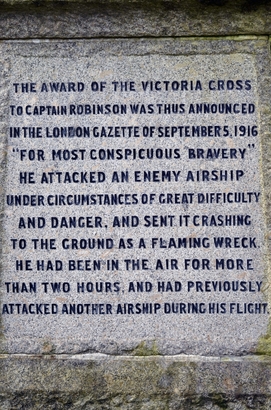 THE AWARD OF THE VICTORIA CROSS
TO CAPTAIN ROBINSON WAS THUS ANNOUNCED
IN THE LONDON GAZETTE OF SEPTEMBER 5, 1916
"FOR MOST CONSPICUOUS BRAVERY"
HE ATTACKED AN ENEMY AIRSHIP
UNDER CIRCUMSTANCES OF GREAT DIFFICULTY
AND DANGER, AND SENT IT CRASHING
TO THE GROUND AS A FLAMING WRECK.
HE HAD BEEN IN THE AIR FOR MORE
THAN TWO HOURS, AND HAD PREVIOUSLY
ATTACKED ANOTHER AIRSHIP DURING HIS FLIGHT.